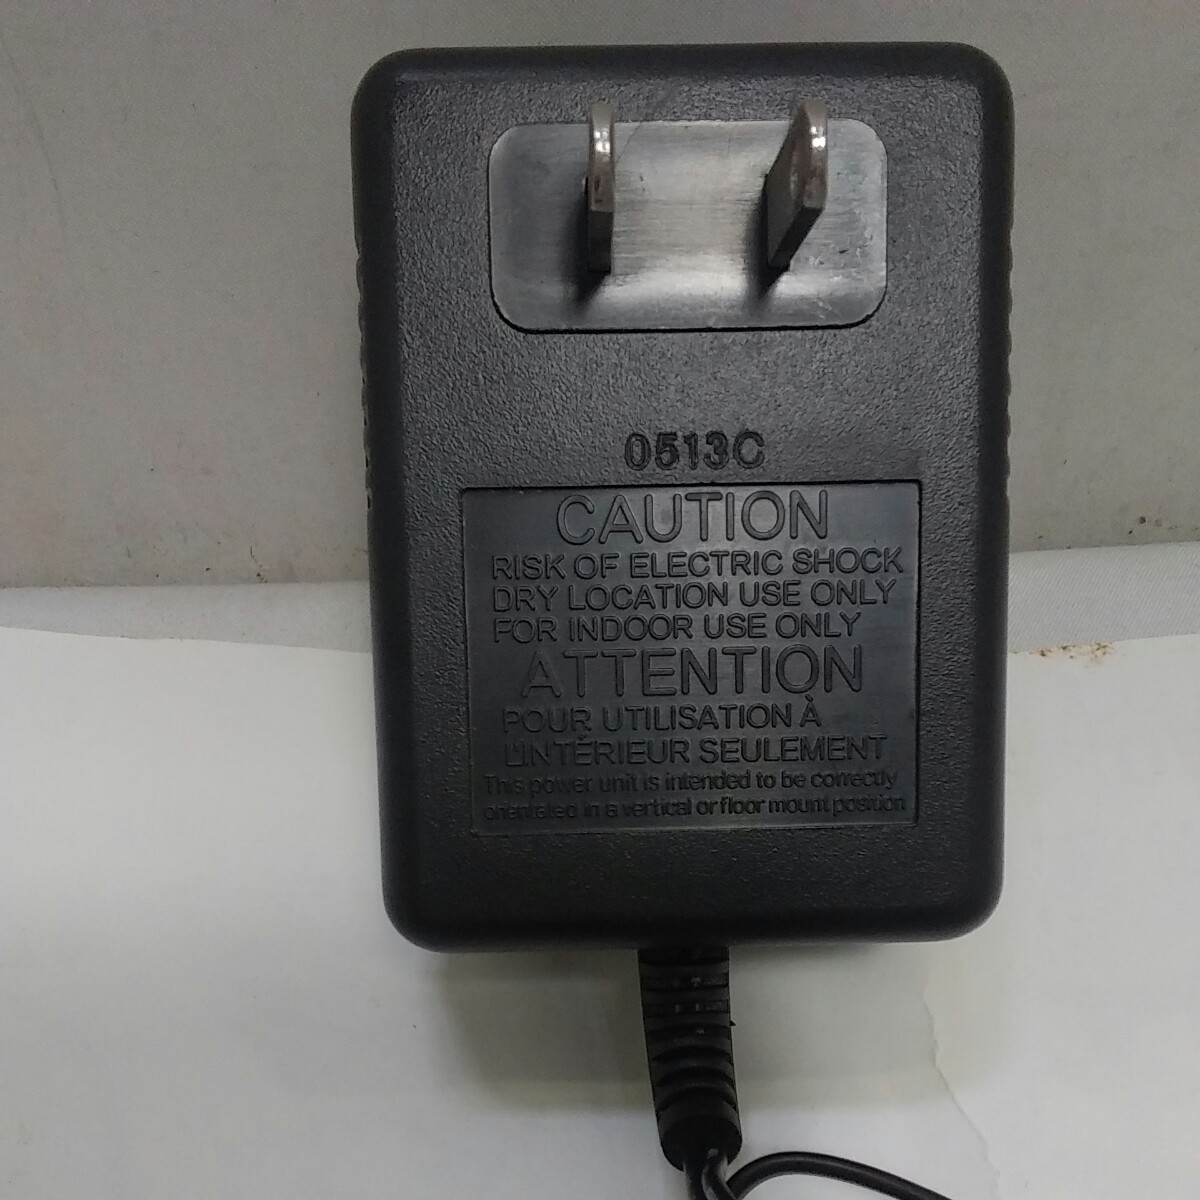 0513C
CAUTION
RISK OF ELECTRIC SHOCK
DRY LOCATION USE ONLY
FOR INDOOR USE ONLY
ATTENTION
POUR UTILISATION À
L'INTÉRIEUR SEULEMENT
This power unit is intended to be correctly
orientated in a vertical or floor mount position